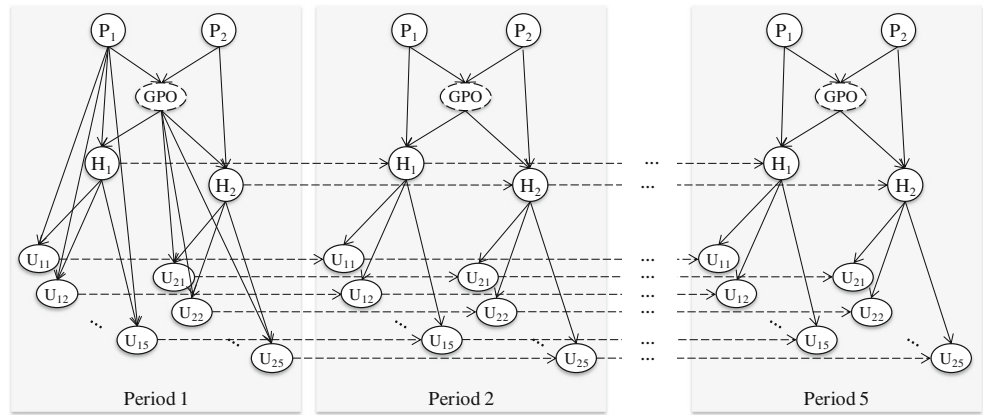 P1 P2 P1 P2 P1 P2
GPO GPO GPO
H1 H1 ... H1
H2 H2 ... H2
U11 U11 ... U11
U21 U21 ... U21
U12 U12 ... U12
U22 U22 ... U22
... ... ...
U15 ... U15 ... ... U15 ...
U25 U25 ... U25
Period 1 Period 2 Period 5